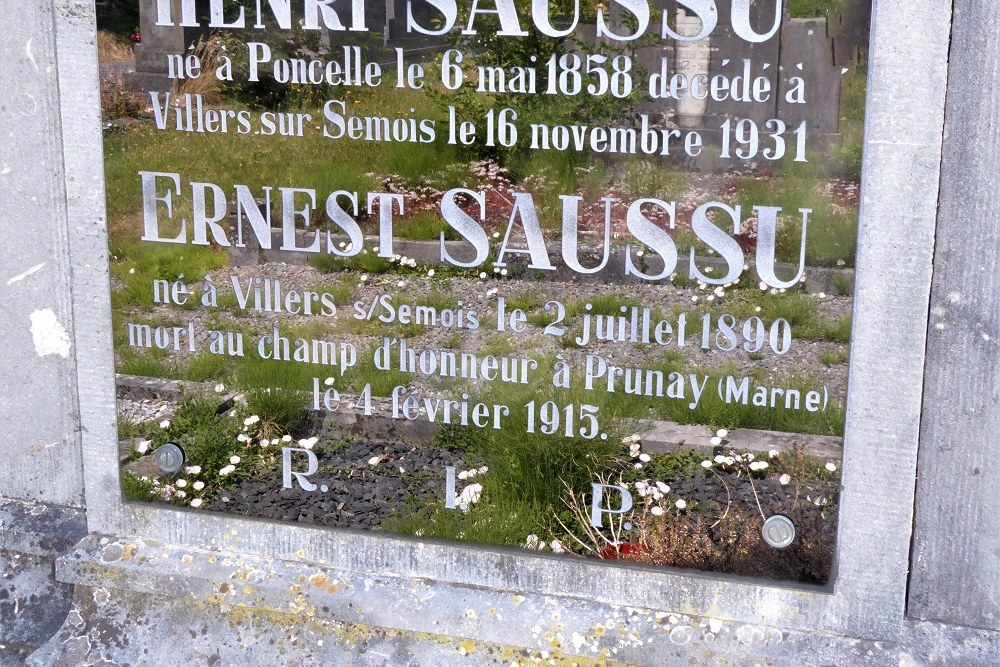 HENRI SAUSSU
né à Poncelle le 6 mai 1858 décédé à
Villers sur Semois le 16 novembre 1931
ERNEST SAUSSU
né à Villers s/Semois le 2 juillet 1890
mort au champ d'honneur à Prunay (Marne)
le 4 février 1915.
R. I P.